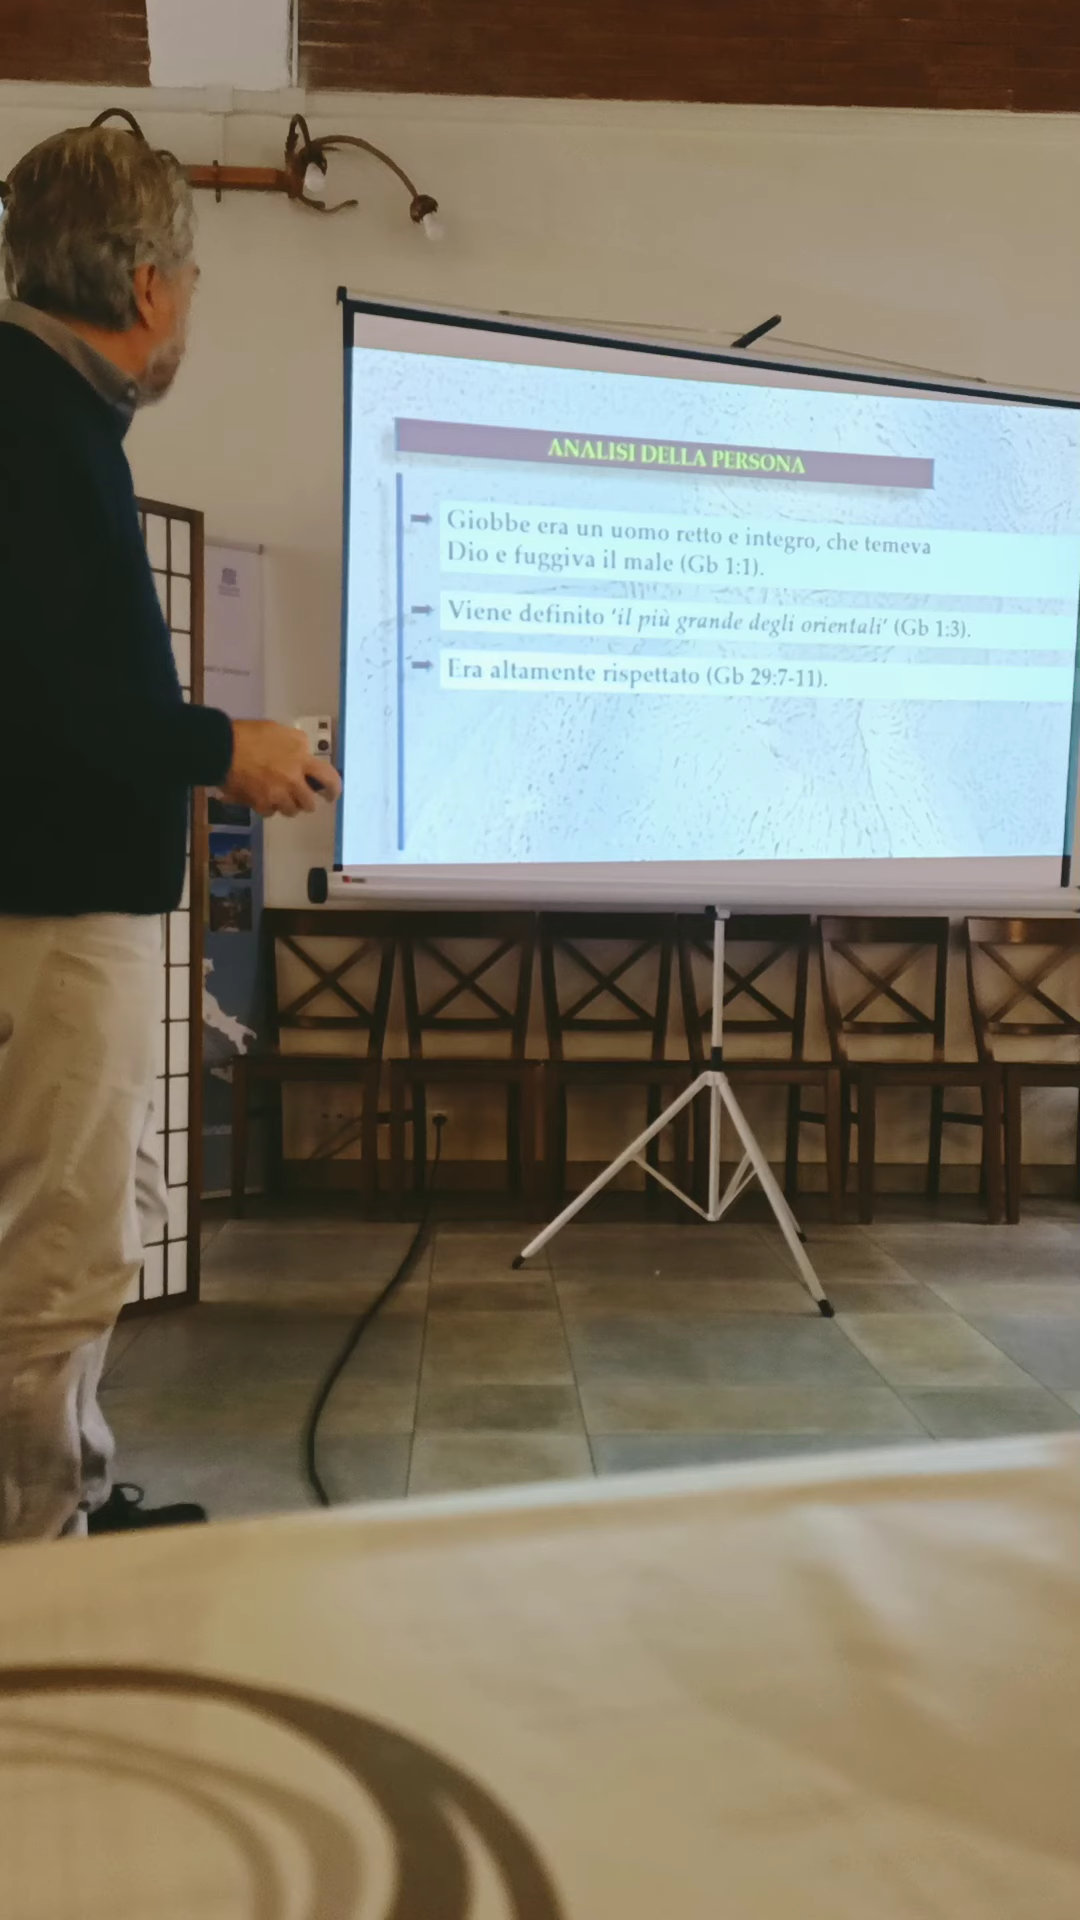 ANALISI DELLA PERSONA
Giobbe era un uomo retto e integro, che temeva
Dio e fuggiva il male (Gb 1:1).
Viene definito ‘il più grande degli orientali’ (Gb 1:3).
Era altamente rispettato (Gb 29:7-11).